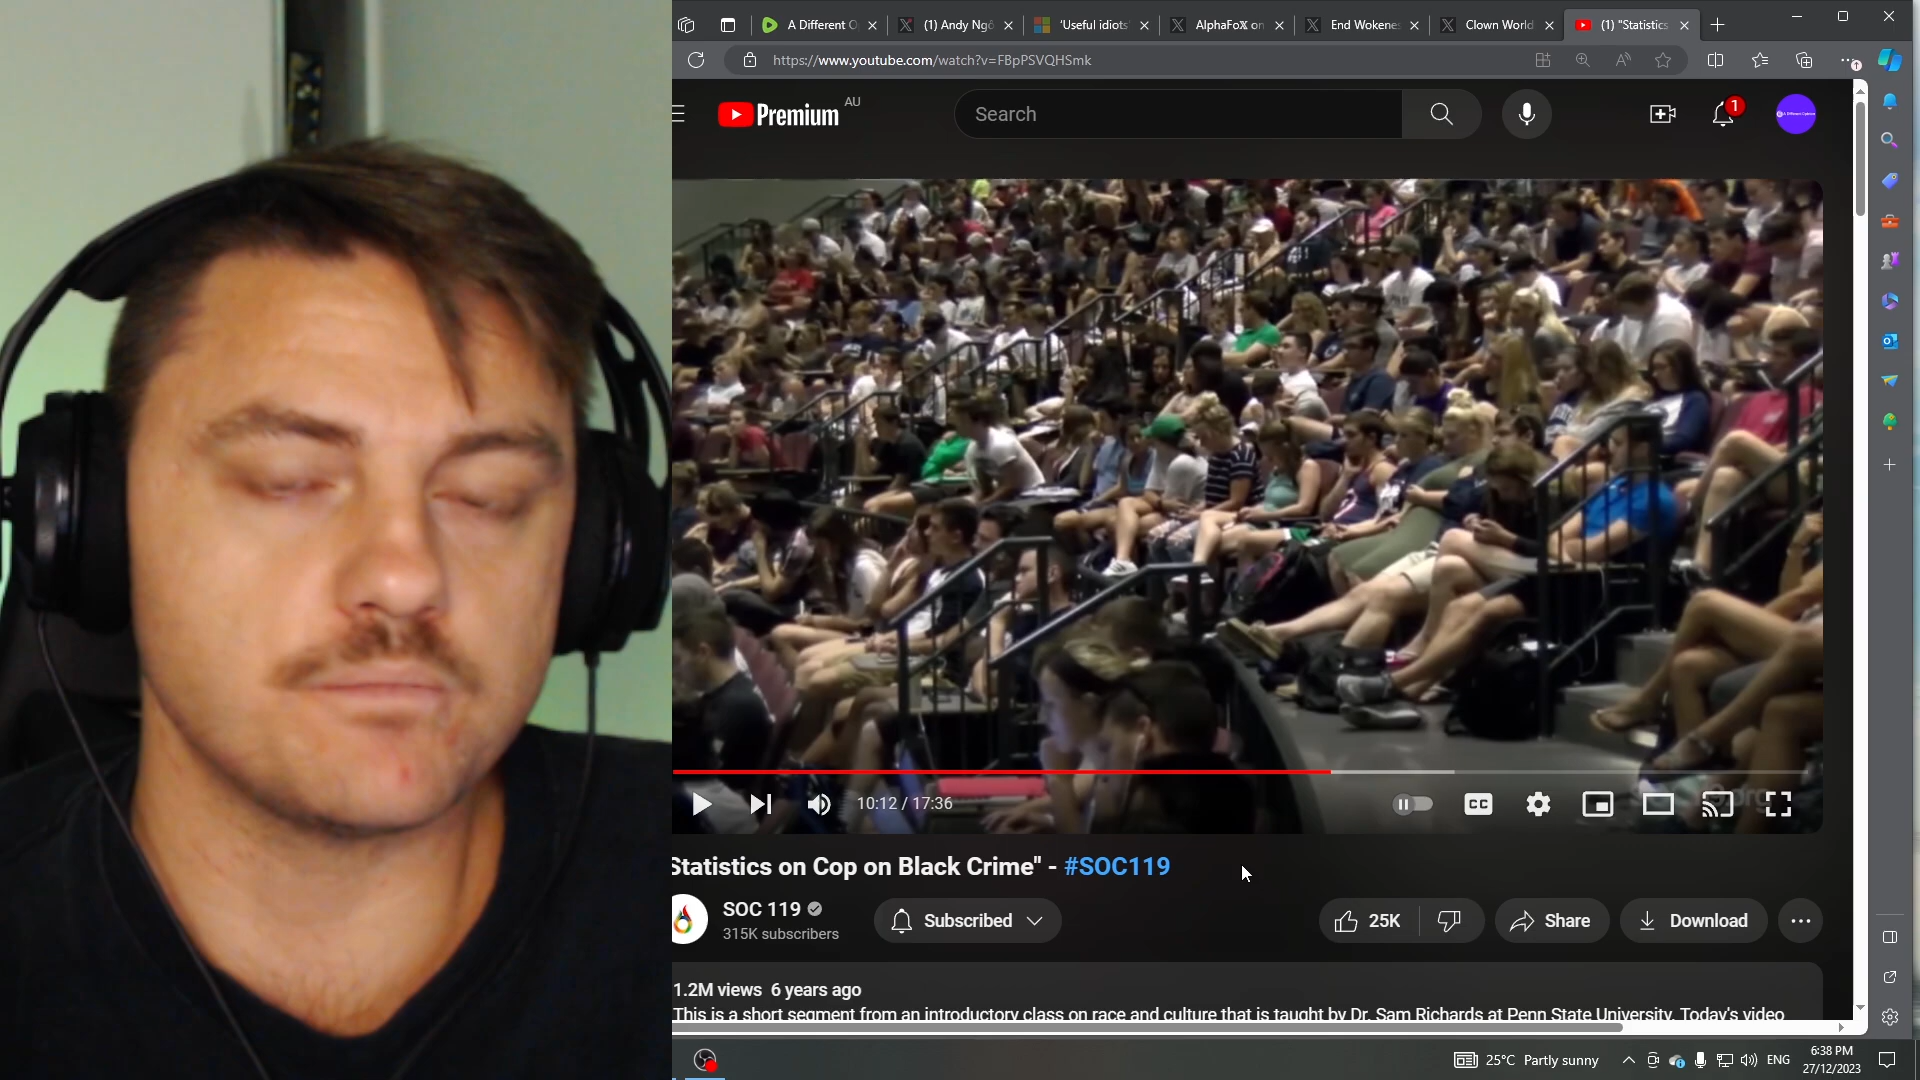 A Different O
(1) Andy Ngô
'Useful idiots'
AlphaFoX on
End Wokenes
Clown World
(1) "Statistics
https://www.youtube.com/watch?v=FBpPSVQHSmk
Premium
AU
Search
1
10:12 / 17:36
CC
Statistics on Cop on Black Crime" - #SOC119
SOC 119
315K subscribers
Subscribed
25K
Share
Download
1.2M views 6 years ago
This is a short segment from an introductory class on race and culture that is taught by Dr. Sam Richards at Penn State University. Today's video
25°C Partly sunny
ENG
6:38 PM
27/12/2023